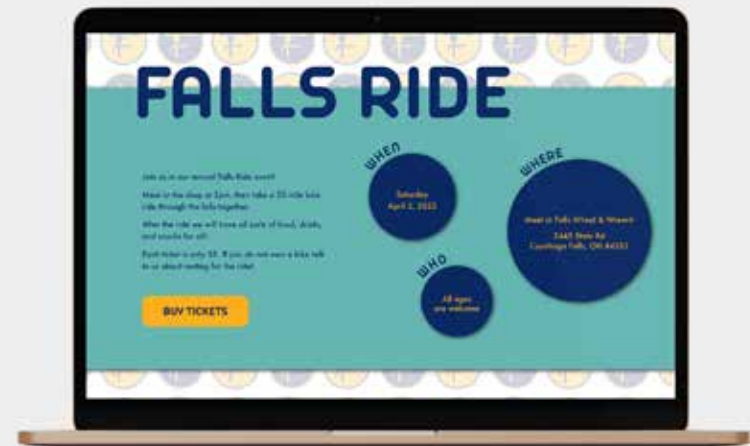 FALLS RIDE
Join us in our annual Falls Ride event!
Meet in the shop at 2pm, then take a 25 mile bike
ride through the falls together.
After the ride we will have all sorts of food, drinks,
and snacks for all!
Each ticket is only $5. If you do not own a bike talk
to us about renting for the ride!
BUY TICKETS
WHEN
Saturday
April 2, 2022
WHO
All ages
are welcome
WHERE
Meet at Falls Wheel & Wrench
State Rd
Cuyahoga Falls, OH